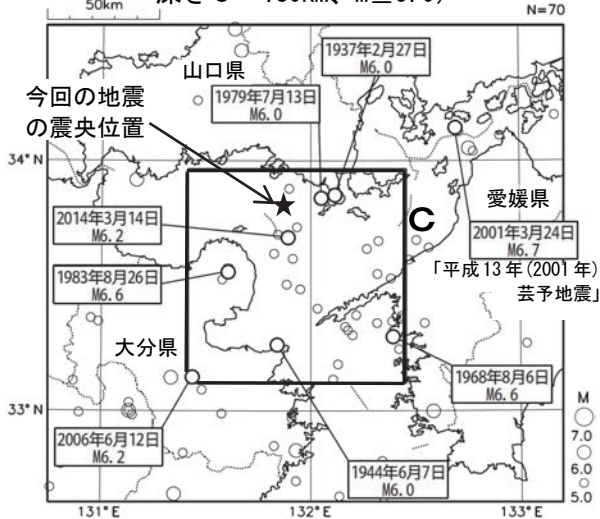 深さ0～150km、M≧5.0)
50km
N=70
1937年2月27日
M6.0
山口県
1979年7月13日
M6.0
今回の地震
の震央位置
34°N
C
愛媛県
2014年3月14日
M6.2
2001年3月24日
M6.7
「平成13年(2001年)
芸予地震」
1983年8月26日
M6.6
大分県
1968年8月6日
M6.6
33°N
2006年6月12日
M6.2
1944年6月7日
M6.0
M
7.0
6.0
5.0
131°E
132°E
133°E